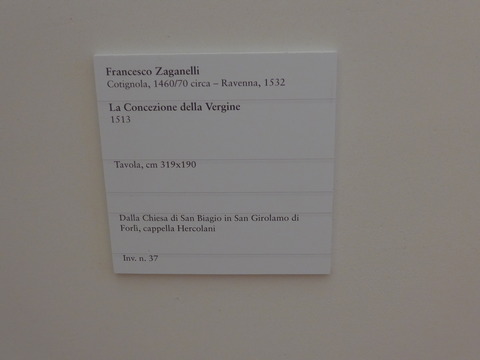 Francesco Zaganelli
Cotignola, 1460/70 circa – Ravenna, 1532
La Concezione della Vergine
1513
Tavola, cm 319x190
Dalla Chiesa di San Biagio in San Girolamo di
Forlì, cappella Hercolani
Inv. n. 37